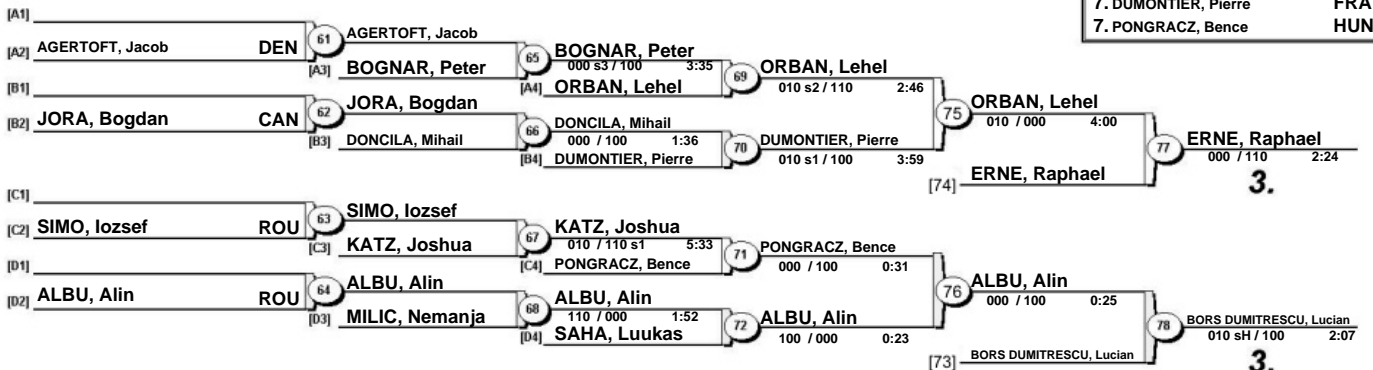 7. DUMONTIER, Pierre FRA
7. PONGRACZ, Bence HUN
[A1]
[A2] AGERTOFT, Jacob DEN
61 AGERTOFT, Jacob
[A3] BOGNAR, Peter
65 BOGNAR, Peter
000 s3 / 100 3:35
[A4] ORBAN, Lehel
69 ORBAN, Lehel
010 s2 / 110 2:46
[B1]
[B2] JORA, Bogdan CAN
62 JORA, Bogdan
[B3] DONCILA, Mihail
66 DONCILA, Mihail
000 / 100 1:36
[B4] DUMONTIER, Pierre
70 DUMONTIER, Pierre
010 s1 / 100 3:59
75 ORBAN, Lehel
010 / 000 4:00
[74] ERNE, Raphael
77 ERNE, Raphael
000 / 110 2:24
3.
[C1]
[C2] SIMO, Iozsef ROU
63 SIMO, Iozsef
[C3] KATZ, Joshua
67 KATZ, Joshua
010 / 110 s1 5:33
[C4] PONGRACZ, Bence
71 PONGRACZ, Bence
000 / 100 0:31
[D1]
[D2] ALBU, Alin ROU
64 ALBU, Alin
[D3] MILIC, Nemanja
68 ALBU, Alin
110 / 000 1:52
[D4] SAHA, Luukas
72 ALBU, Alin
100 / 000 0:23
76 ALBU, Alin
000 / 100 0:25
[73] BORS DUMITRESCU, Lucian
78 BORS DUMITRESCU, Lucian
010 sH / 100 2:07
3.